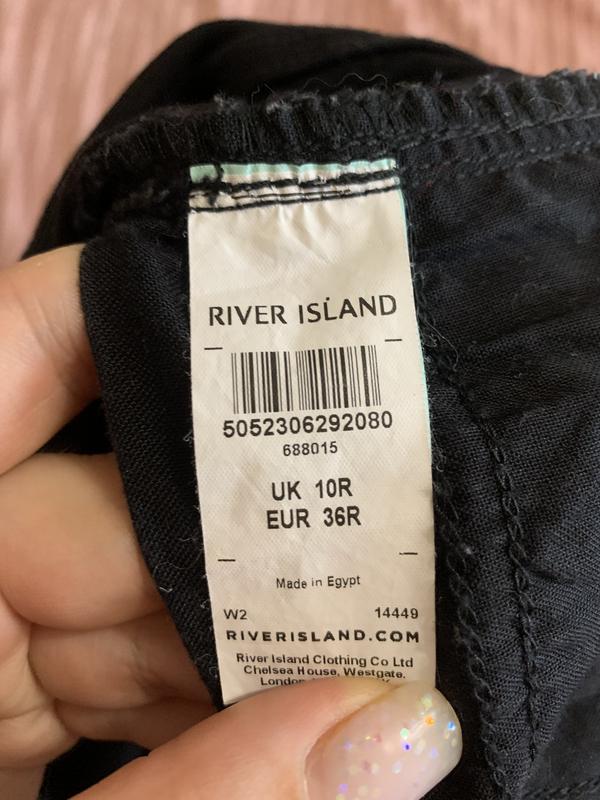 RIVER ISLAND
5052306292080
688015
UK 10R
EUR 36R
Made in Egypt
W2 14449
RIVERISLAND.COM
River Island Clothing Co Ltd
Chelsea House, Westgate.
London